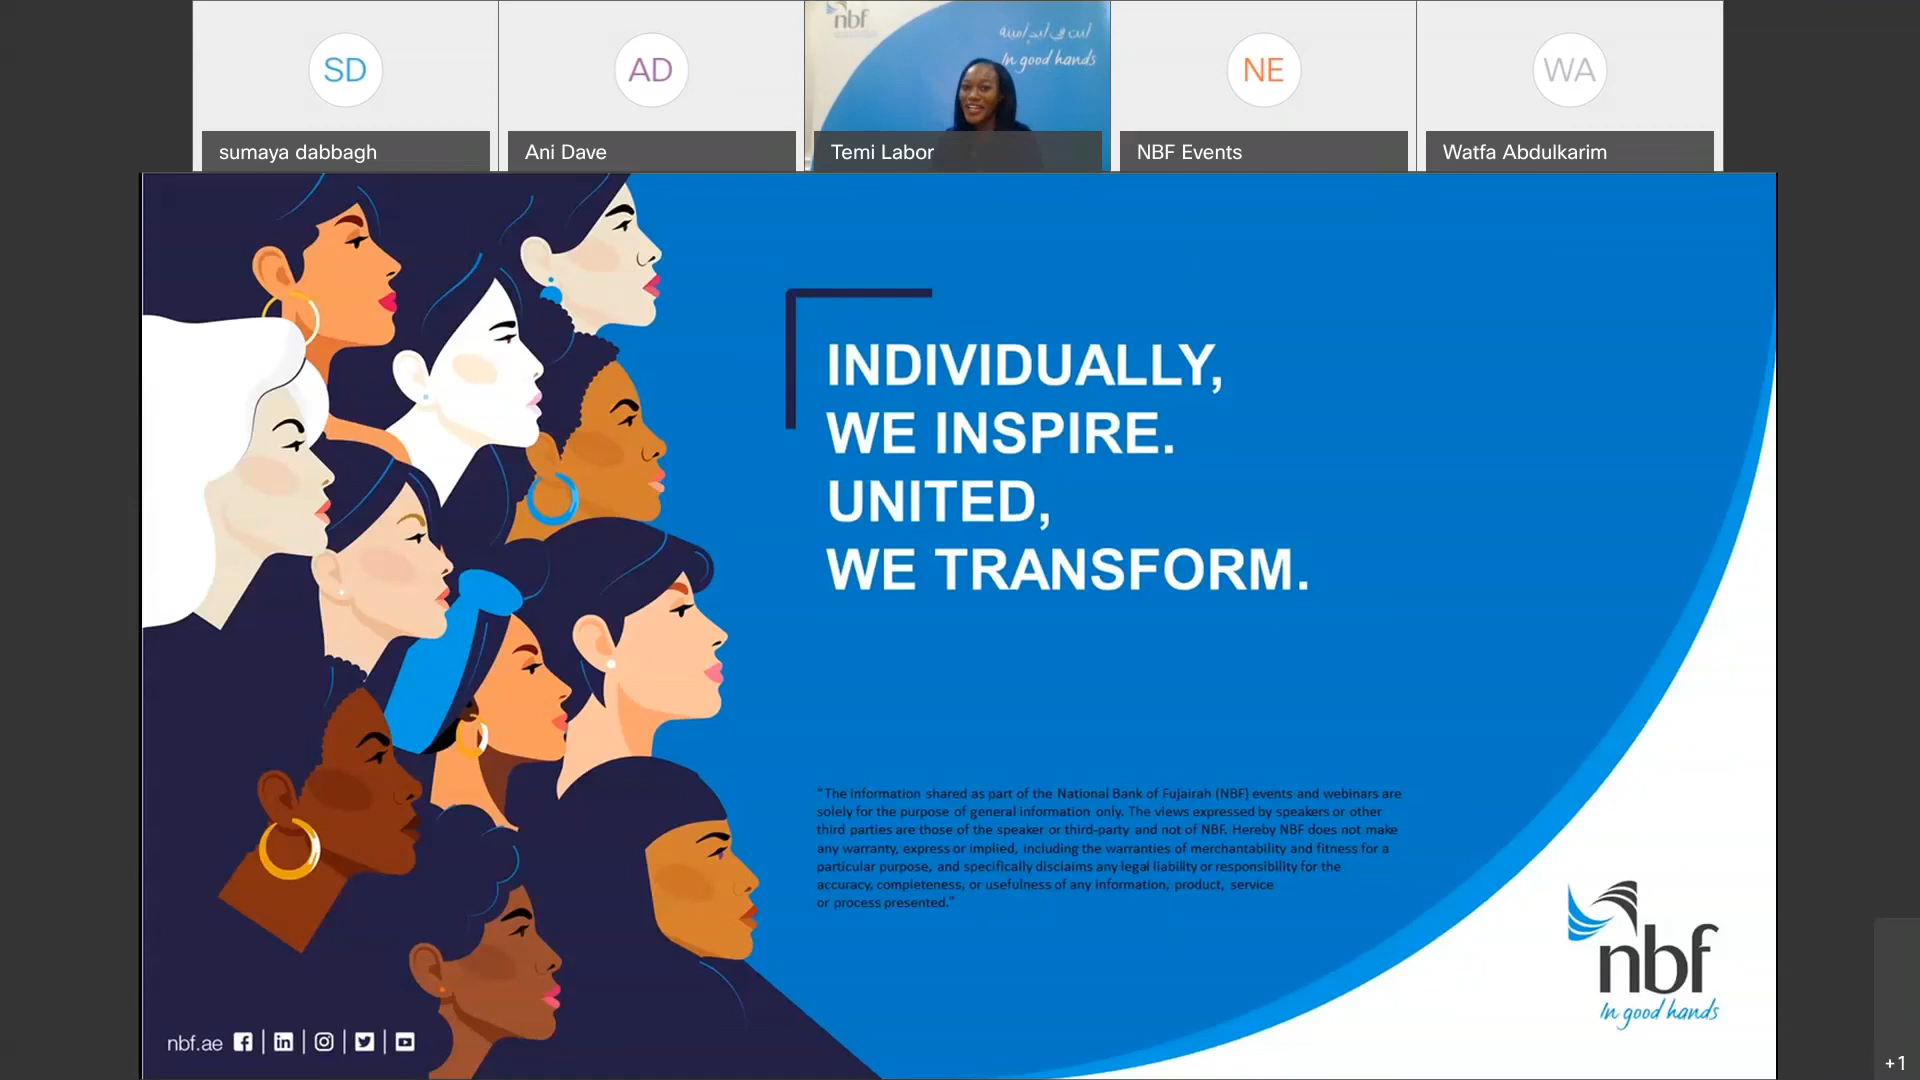 SD
sumaya dabbagh
AD
Ani Dave
nbf
انت في أيدٍ أمينة
In good hands
Temi Labor
NE
NBF Events
WA
Watfa Abdulkarim
INDIVIDUALLY,
WE INSPIRE.
UNITED,
WE TRANSFORM.
"The information shared as part of the National Bank of Fujairah (NBF) events and webinars are
solely for the purpose of general information only. The views expressed by speakers or other
third parties are those of the speaker or third-party and not of NBF. Hereby NBF does not make
any warranty, express or implied, including the warranties of merchantability and fitness for a
particular purpose, and specifically disclaims any legal liability or responsibility for the
accuracy, completeness, or usefulness of any information, product, service
or process presented."
nbf
In good hands
nbf.ae
+1